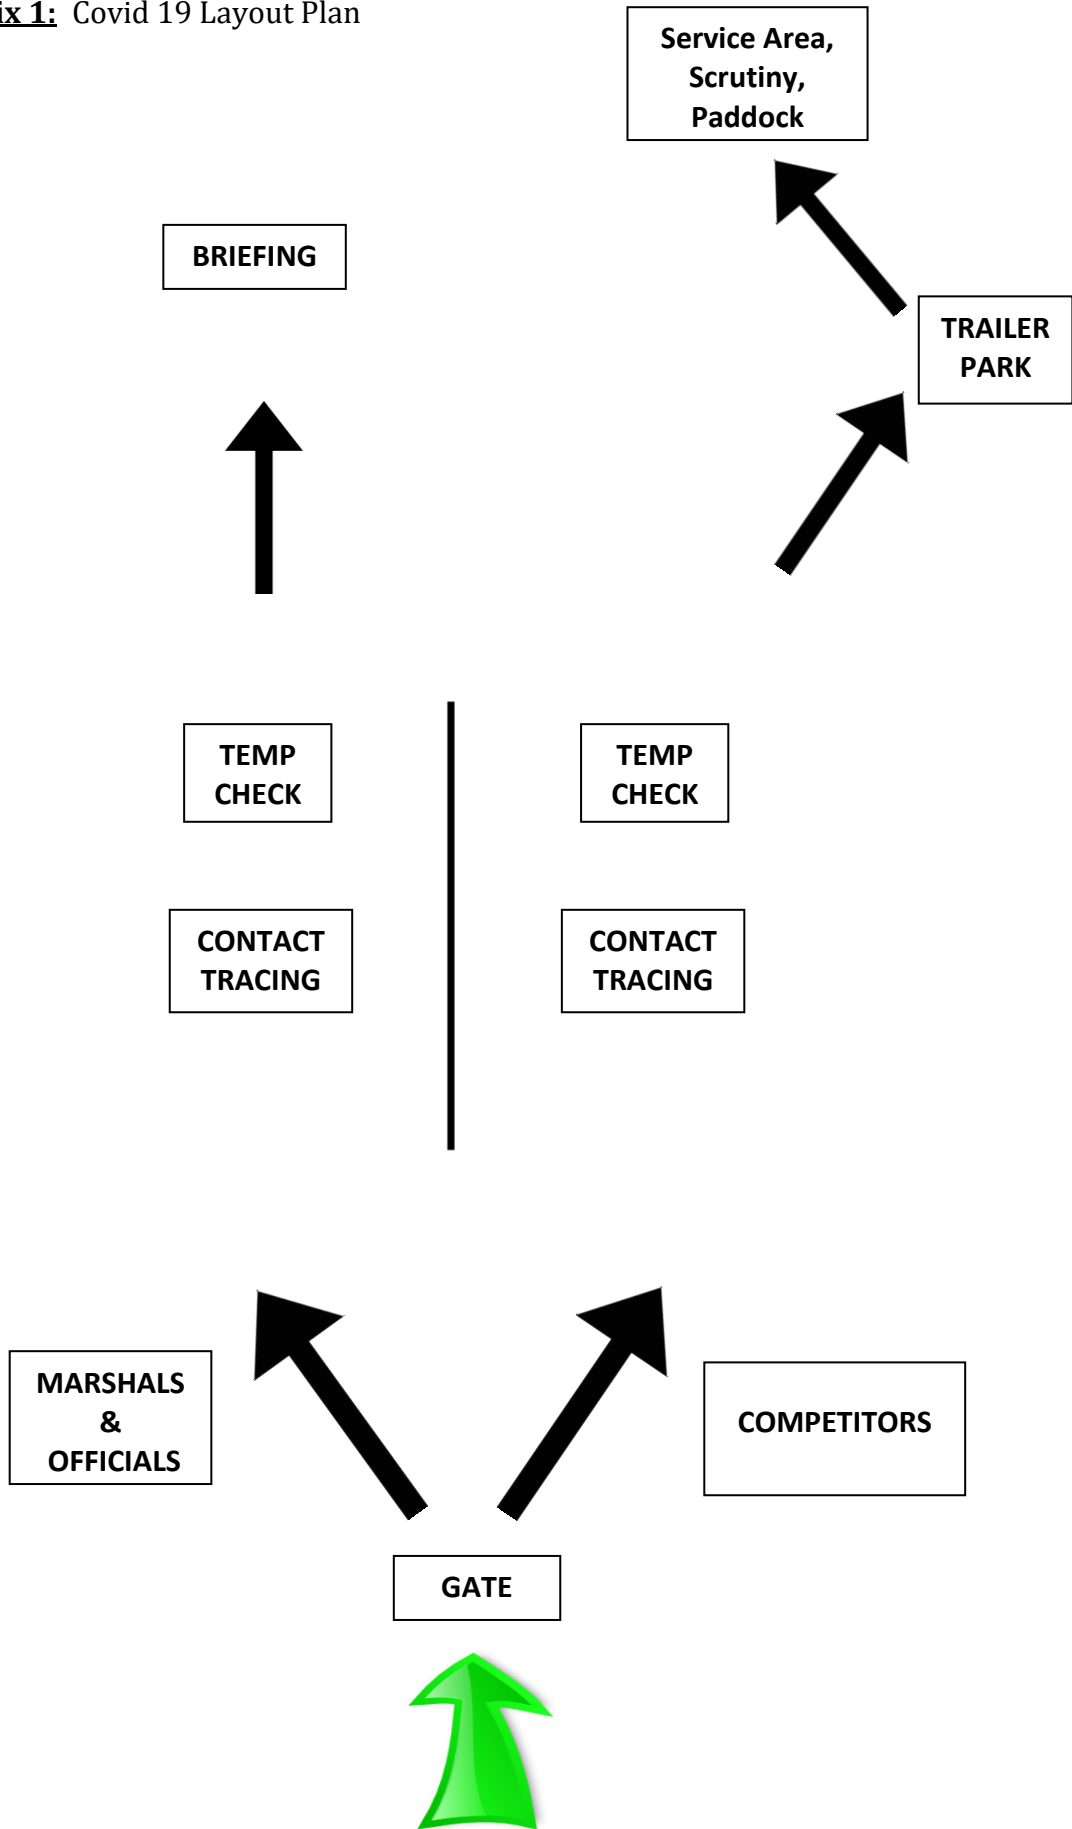 ix 1: Covid 19 Layout Plan
Service Area,
Scrutiny,
Paddock
BRIEFING
TRAILER
PARK
TEMP
CHECK
TEMP
CHECK
CONTACT
TRACING
CONTACT
TRACING
MARSHALS
&
OFFICIALS
COMPETITORS
GATE